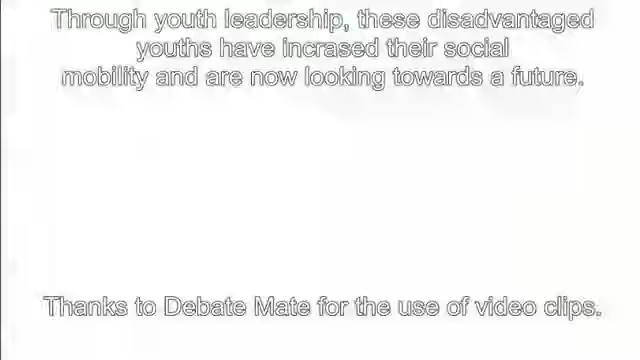 Through youth leadership, these disadvantaged
youths have incrased their social
mobility and are now looking towards a future.
Thanks to Debate Mate for the use of video clips.